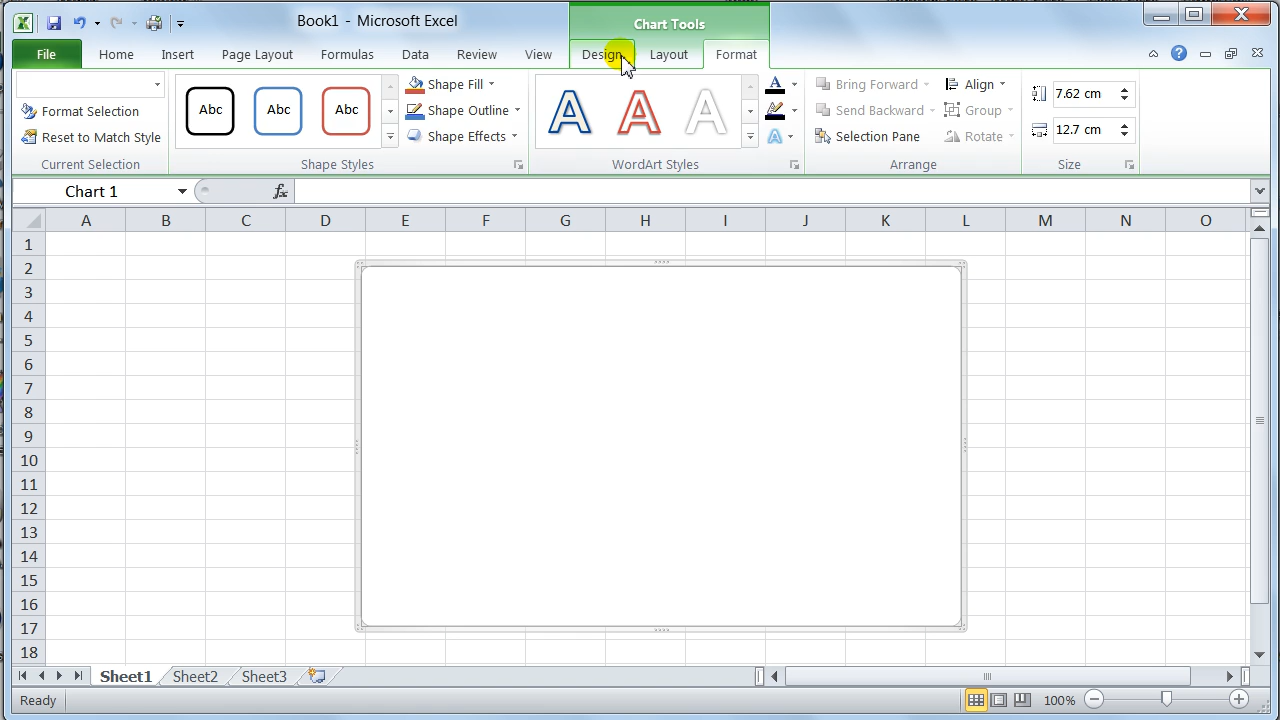 Book1 - Microsoft Excel
Chart Tools
File Home Insert Page Layout Formulas Data Review View Design Layout Format
Abc Abc Abc
Shape Fill
A A A
A
Bring Forward
Align
7.62 cm
Format Selection
Shape Outline
Send Backward
Group
Reset to Match Style
Shape Effects
A
Selection Pane
Rotate
12.7 cm
Current Selection
Shape Styles
WordArt Styles
Arrange
Size
Chart 1
fx
A B C D E F G H I J K L M N O
1
2
3
4
5
6
7
8
9
10
11
12
13
14
15
16
17
18
Sheet1 Sheet2 Sheet3
Ready
100%